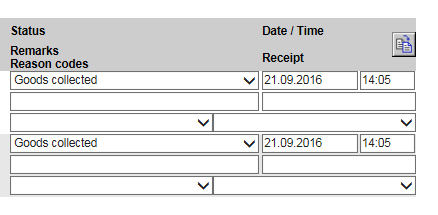 Status Date / Time
Remarks
Reason codes Receipt
Goods collected 21.09.2016 14:05
Goods collected 21.09.2016 14:05